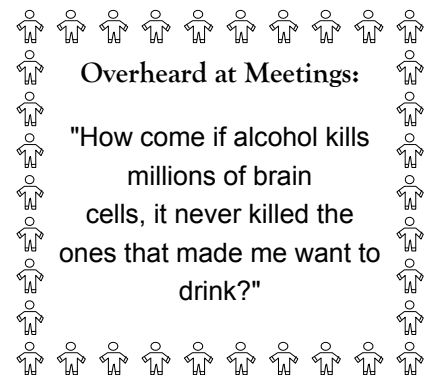 Overheard at Meetings:
"How come if alcohol kills
millions of brain
cells, it never killed the
ones that made me want to
drink?"